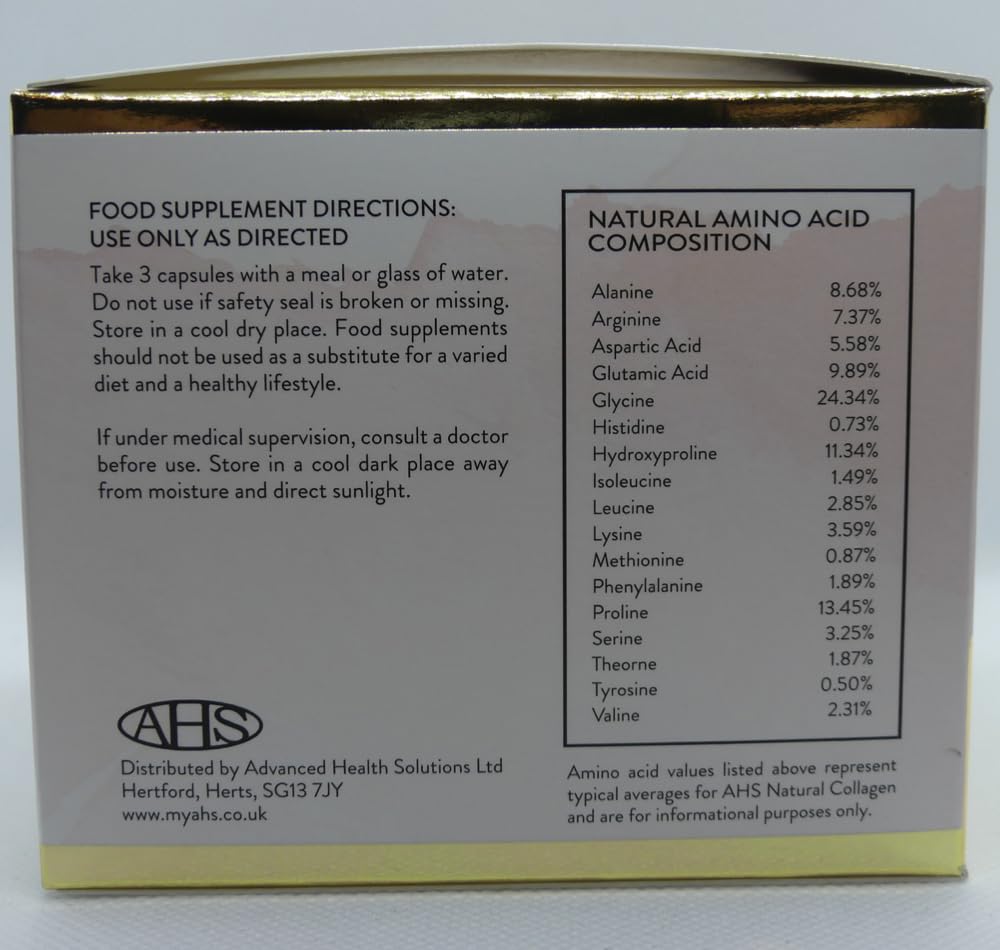 FOOD SUPPLEMENT DIRECTIONS:
USE ONLY AS DIRECTED
Take 3 capsules with a meal or glass of water.
Do not use if safety seal is broken or missing.
Store in a cool dry place. Food supplements
should not be used as a substitute for a varied
diet and a healthy lifestyle.
If under medical supervision, consult a doctor
before use. Store in a cool dark place away
from moisture and direct sunlight.
AHS
Distributed by Advanced Health Solutions Ltd
Hertford, Herts, SG13 7JY
www.myahs.co.uk
NATURAL AMINO ACID
COMPOSITION
Alanine 8.68%
Arginine 7.37%
Aspartic Acid 5.58%
Glutamic Acid 9.89%
Glycine 24.34%
Histidine 0.73%
Hydroxyproline 11.34%
Isoleucine 1.49%
Leucine 2.85%
Lysine 3.59%
Methionine 0.87%
Phenylalanine 1.89%
Proline 13.45%
Serine 3.25%
Theorne 1.87%
Tyrosine 0.50%
Valine 2.31%
Amino acid values listed above represent
typical averages for AHS Natural Collagen
and are for informational purposes only.